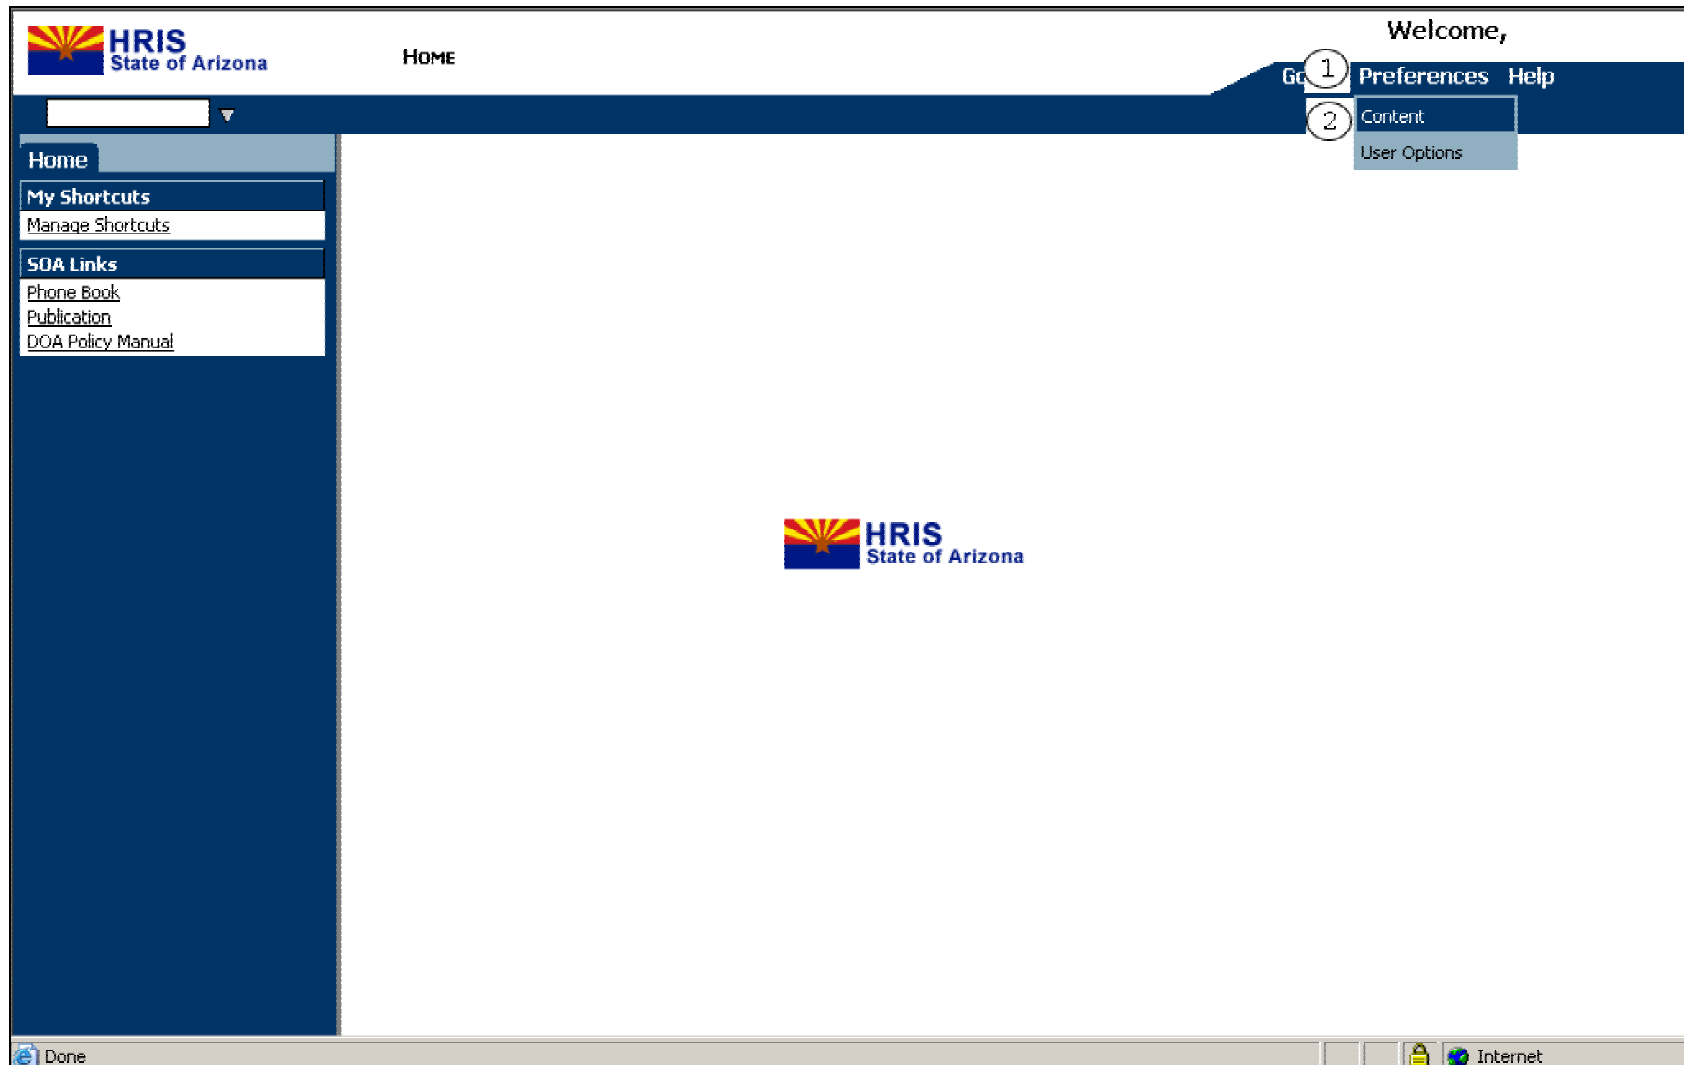 HRIS
State of Arizona
HOME
Welcome,
1 Preferences Help
2 Content
User Options
Home
My Shortcuts
Manage Shortcuts
SOA Links
Phone Book
Publication
DOA Policy Manual
HRIS
State of Arizona
Done
Internet